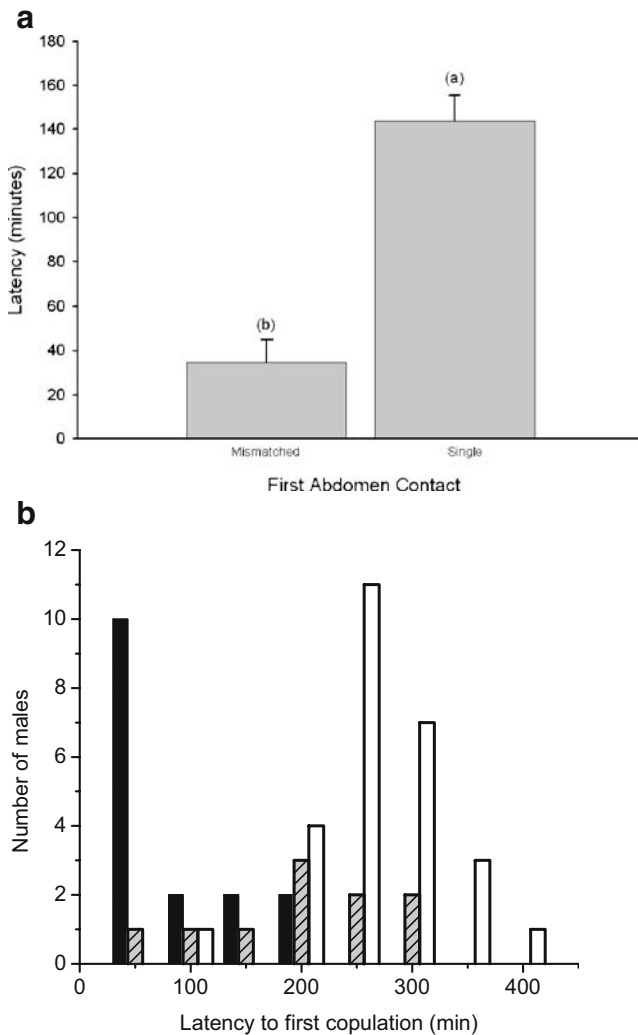 a
180
160
140
120
100
80
60
40
20
0
Latency (minutes)
(a)
(b)
Mismatched
Single
First Abdomen Contact
b
12
10
8
6
4
2
0
Number of males
0 100 200 300 400
Latency to first copulation (min)